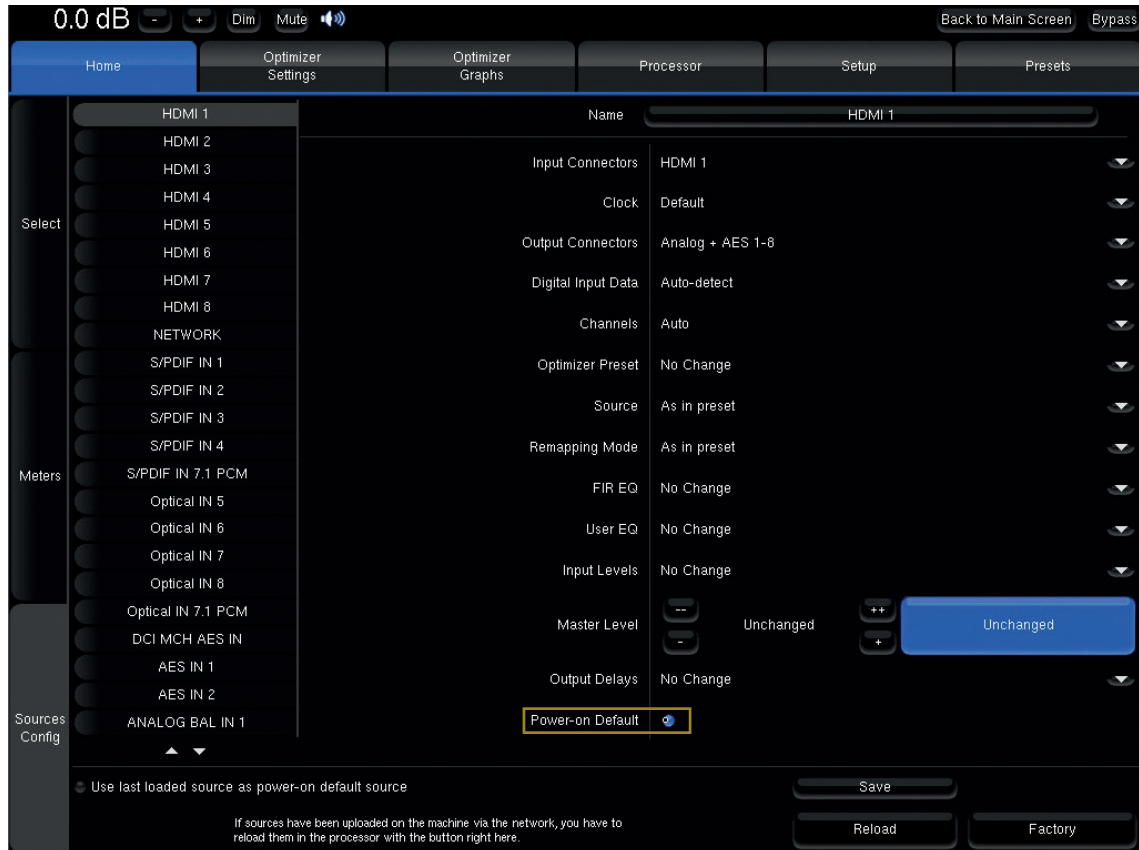 0.0 dB - + Dim Mute Back to Main Screen Bypass
Home
Optimizer
Settings
Optimizer
Graphs
Processor
Setup
Presets
Select
Meters
Sources
Config
HDMI 1
HDMI 2
HDMI 3
HDMI 4
HDMI 5
HDMI 6
HDMI 7
HDMI 8
NETWORK
S/PDIF IN 1
S/PDIF IN 2
S/PDIF IN 3
S/PDIF IN 4
S/PDIF IN 7.1 PCM
Optical IN 5
Optical IN 6
Optical IN 7
Optical IN 8
Optical IN 7.1 PCM
DCI MCH AES IN
AES IN 1
AES IN 2
ANALOG BAL IN 1
Name HDMI 1
Input Connectors HDMI 1
Clock Default
Output Connectors Analog + AES 1-8
Digital Input Data Auto-detect
Channels Auto
Optimizer Preset No Change
Source As in preset
Remapping Mode As in preset
FIR EQ No Change
User EQ No Change
Input Levels No Change
Master Level -- - Unchanged ++ + Unchanged
Output Delays No Change
Power-on Default
Use last loaded source as power-on default source
If sources have been uploaded on the machine via the network, you have to
reload them in the processor with the button right here.
Save
Reload
Factory